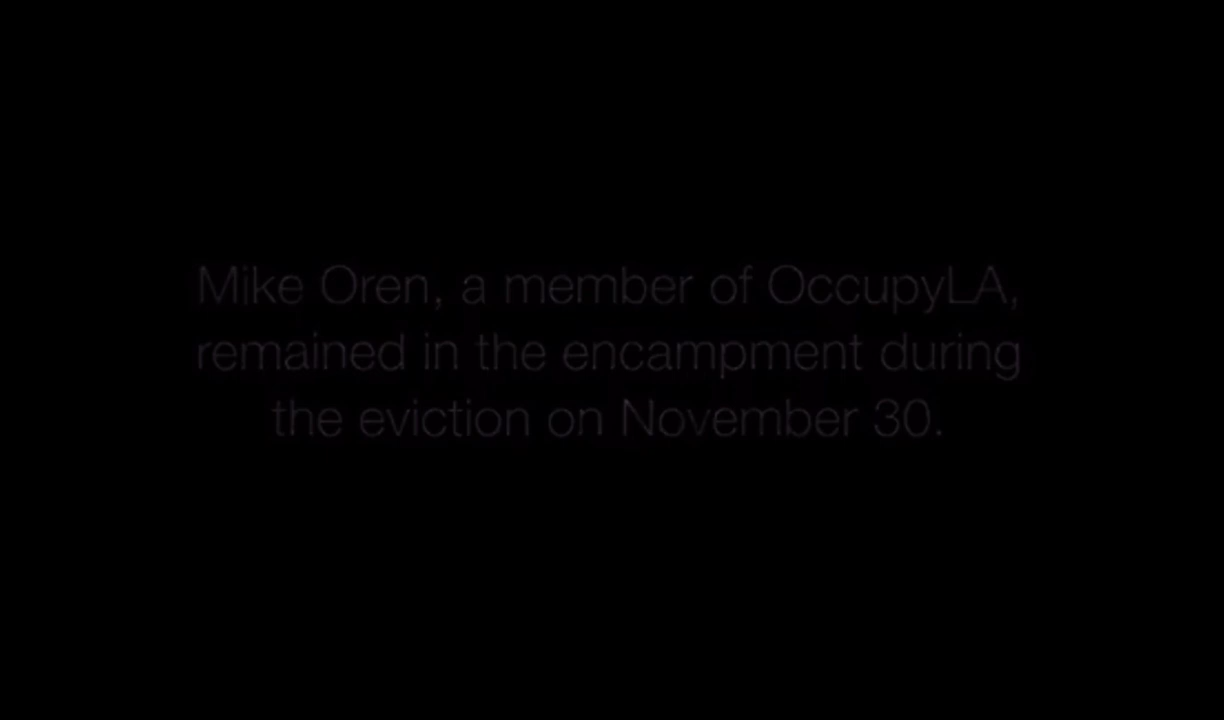 Mike Oren, a member of OccupyLA,
remained in the encampment during
the eviction on November 30.